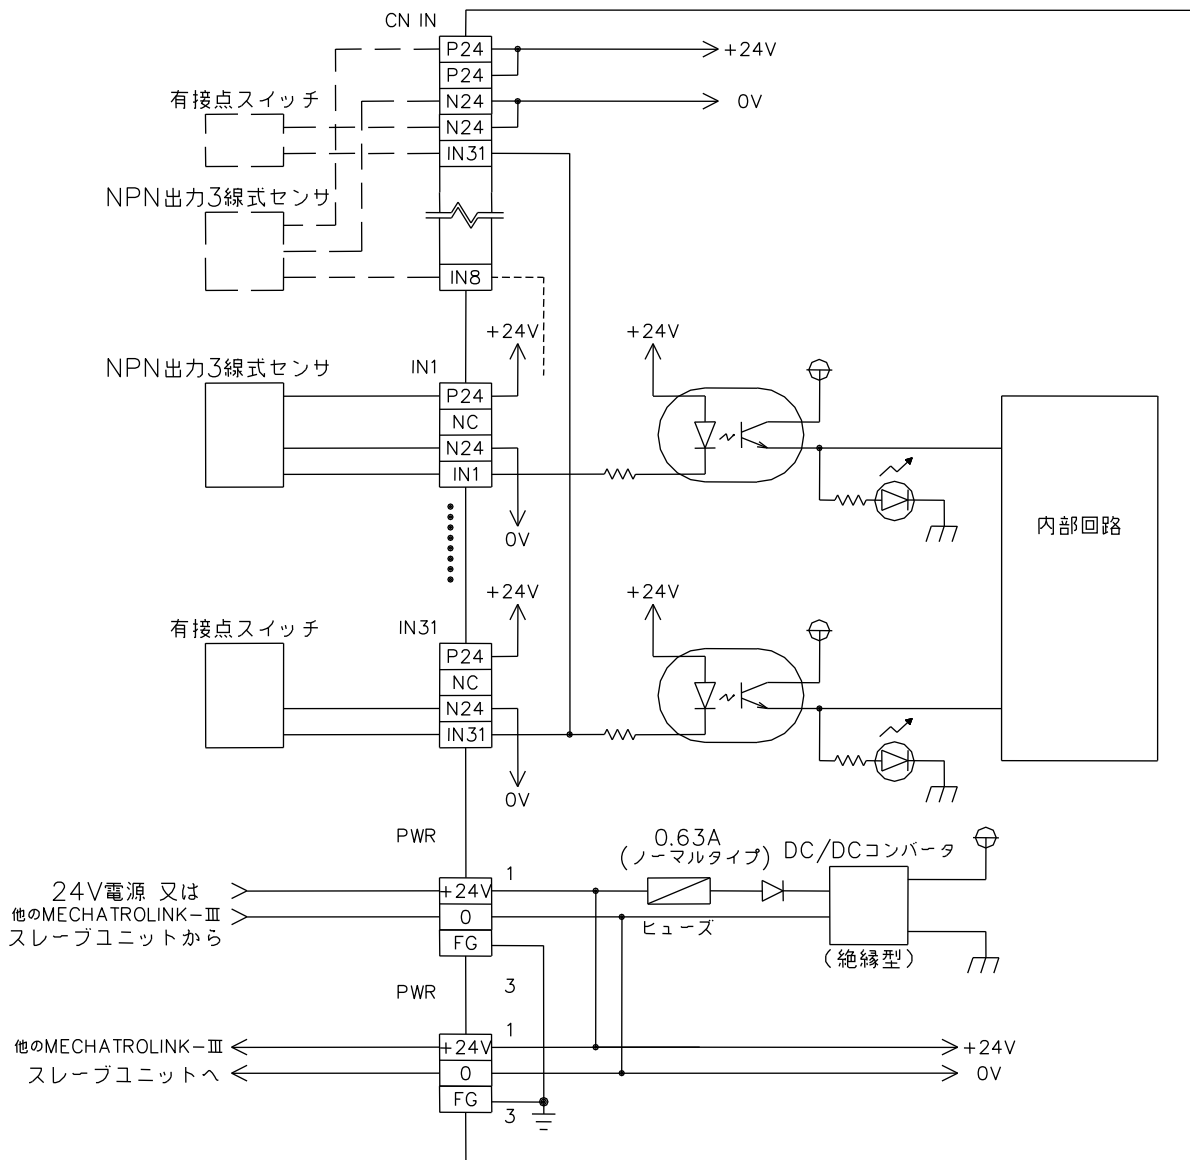 CN IN
P24
+24V
P24
有接点スイッチ
N24
0V
N24
IN31
NPN出力3線式センサ
IN8
+24V
+24V
NPN出力3線式センサ
IN1
P24
NC
N24
IN1
0V
内部回路
+24V
+24V
有接点スイッチ
IN31
P24
NC
N24
IN31
0V
PWR
0.63A
(ノーマルタイプ)
DC/DCコンバータ
1
24V電源 又は
+24V
他のMECHATROLINK-Ⅲ
0
ヒューズ
スレーブユニットから
FG
(絶縁型)
3
PWR
1
他のMECHATROLINK-Ⅲ
+24V
+24V
スレーブユニットへ
0
0V
FG
3